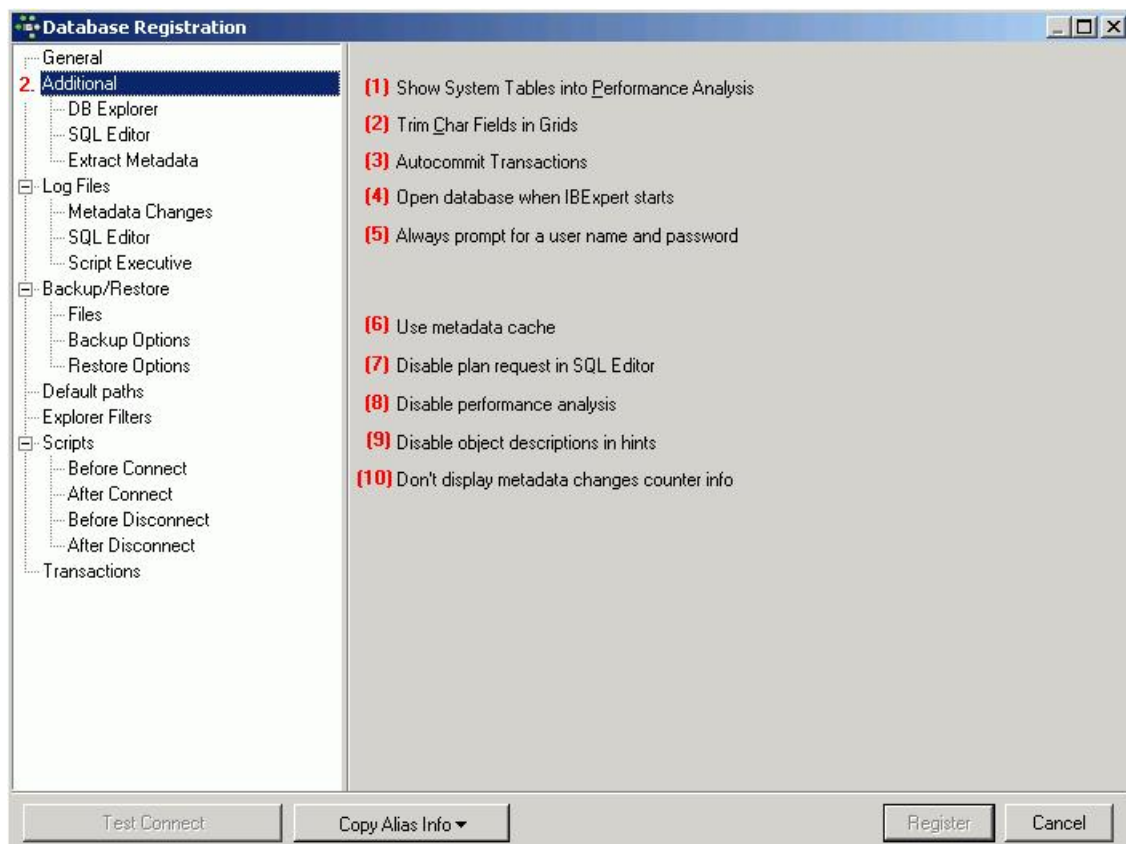 Database Registration
General
2. Additional
DB Explorer
SQL Editor
Extract Metadata
Log Files
Metadata Changes
SQL Editor
Script Executive
Backup/Restore
Files
Backup Options
Restore Options
Default paths
Explorer Filters
Scripts
Before Connect
After Connect
Before Disconnect
After Disconnect
Transactions
(1) Show System Tables into Performance Analysis
(2) Trim Char Fields in Grids
(3) Autocommit Transactions
(4) Open database when IBExpert starts
(5) Always prompt for a user name and password
(6) Use metadata cache
(7) Disable plan request in SQL Editor
(8) Disable performance analysis
(9) Disable object descriptions in hints
(10) Don't display metadata changes counter info
Test Connect
Copy Alias Info
Register
Cancel